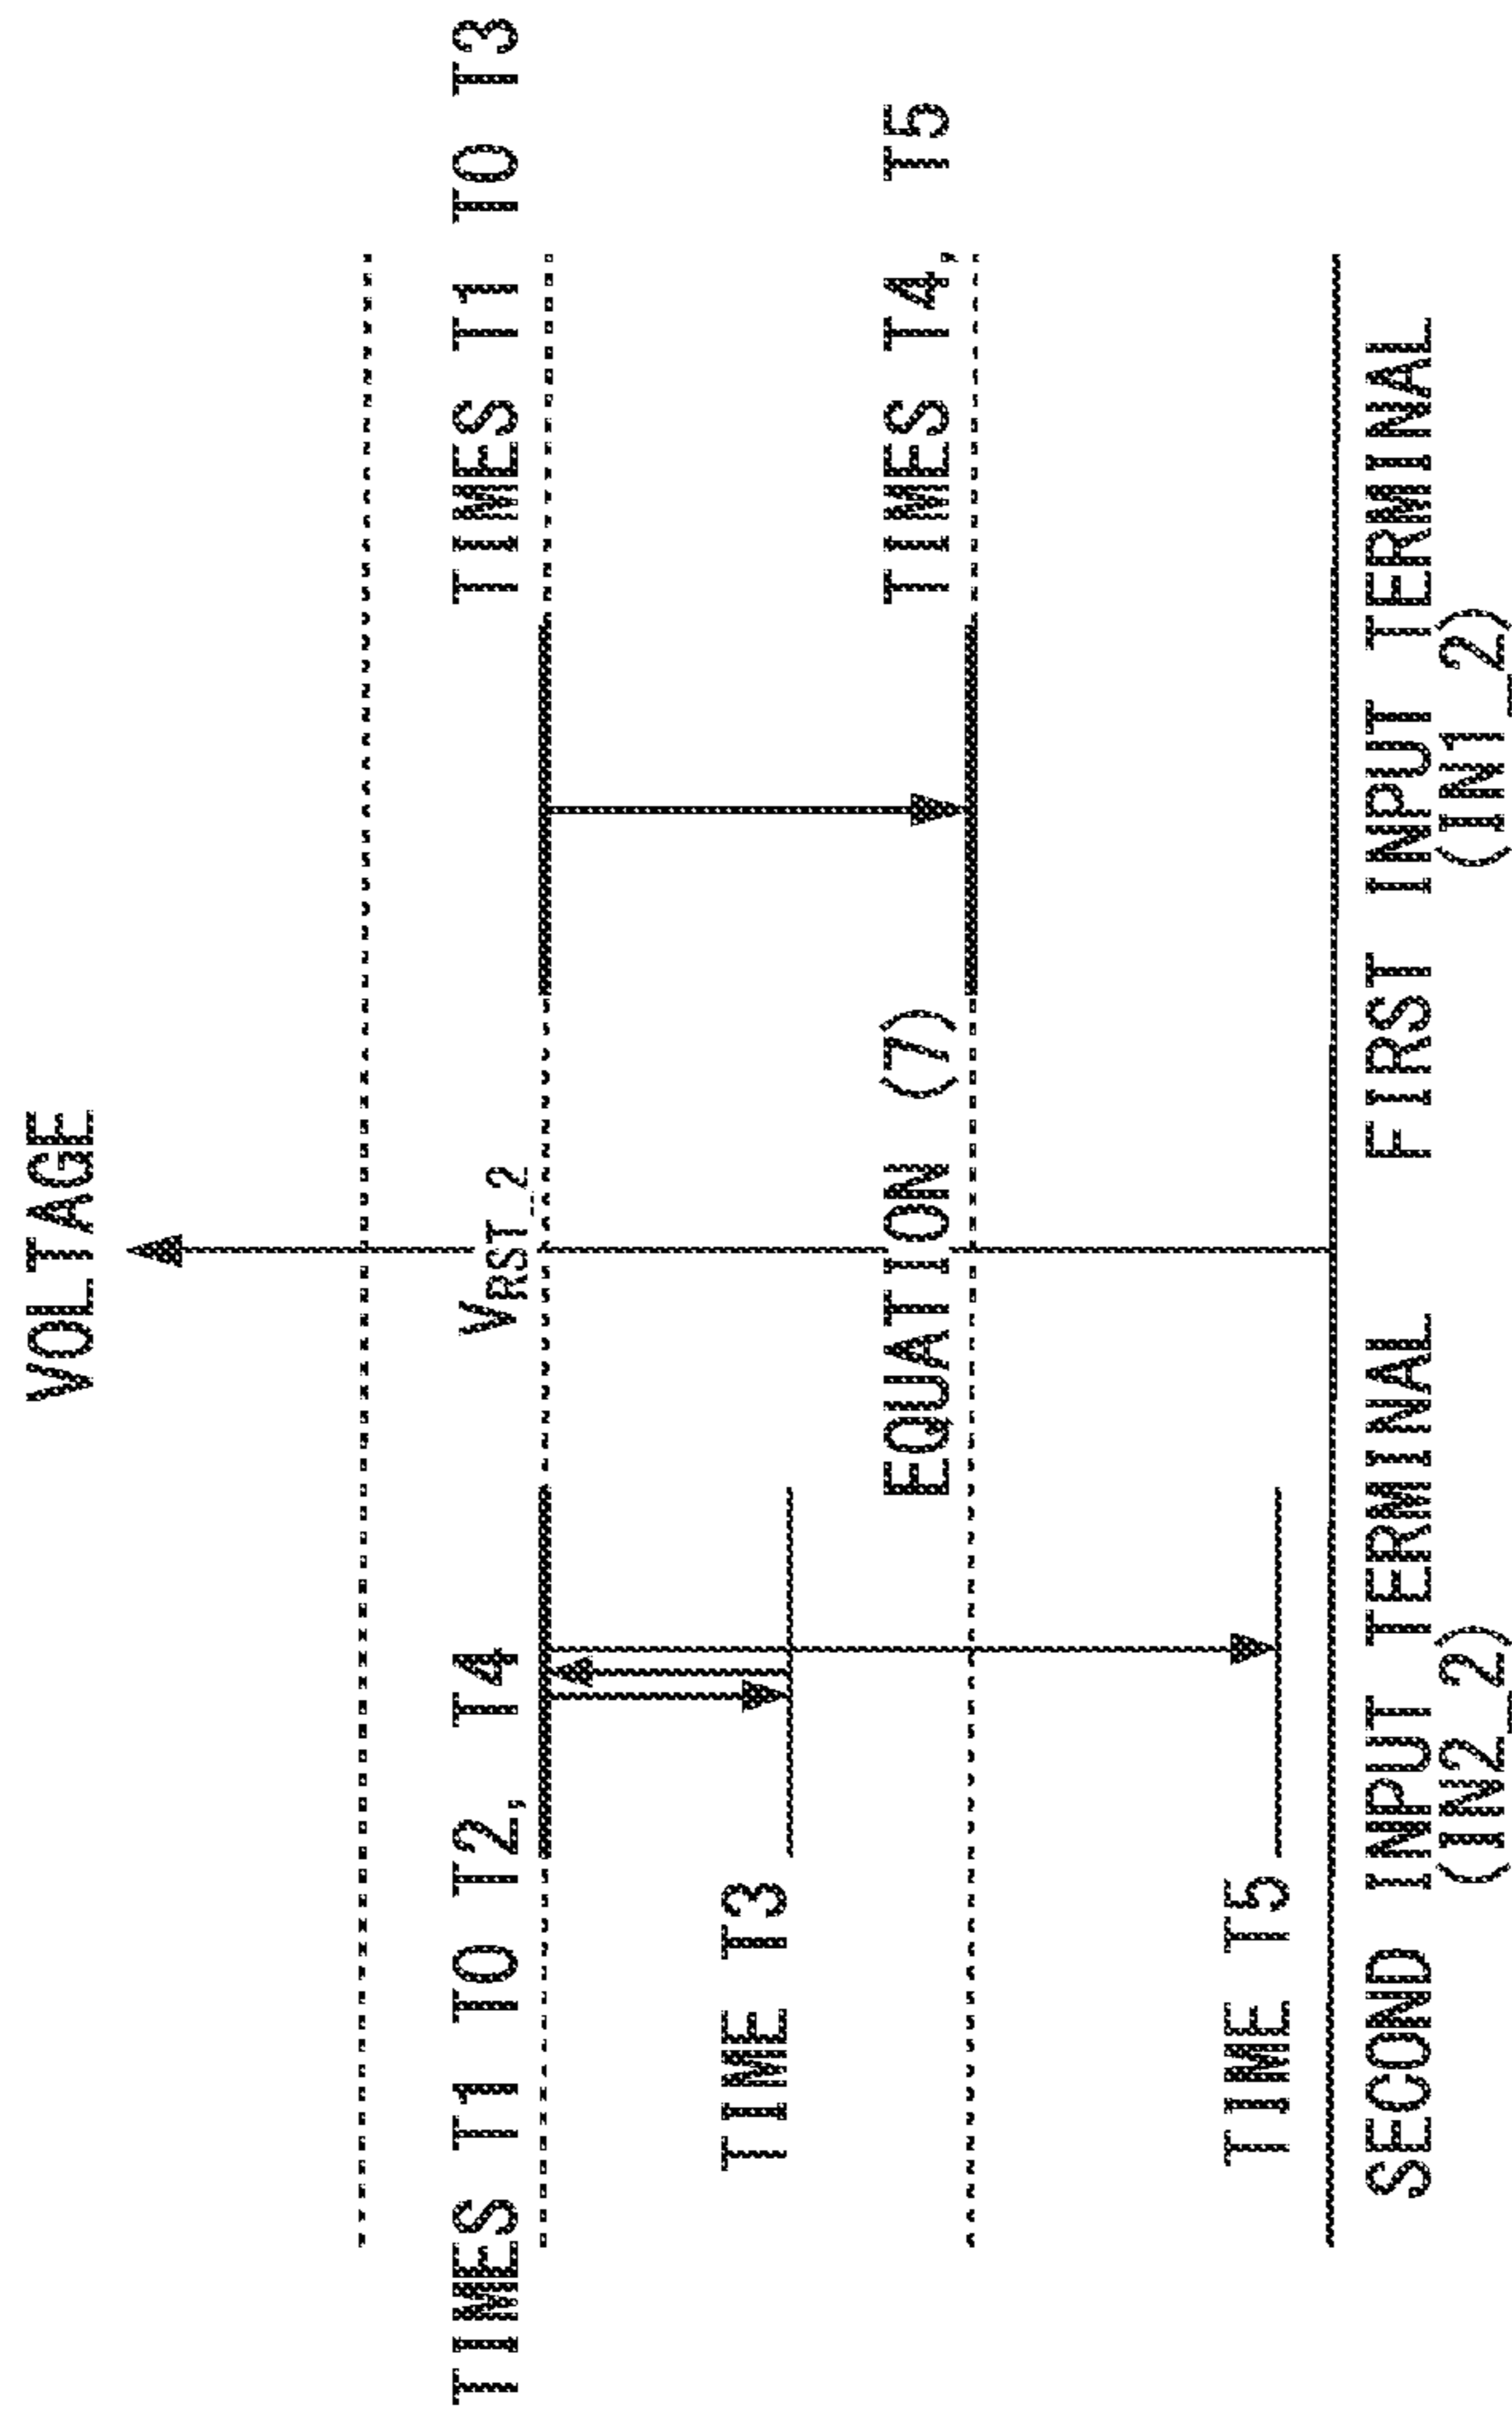 VOLTAGE
TIMES T1 TO T2, T4
VRST_2
TIMES T1 TO T3
TIME T3
EQUATION (7)
TIMES T4, T5
TIME T5
SECOND INPUT TERMINAL
(IN2_2)
FIRST INPUT TERMINAL
(IN1_2)